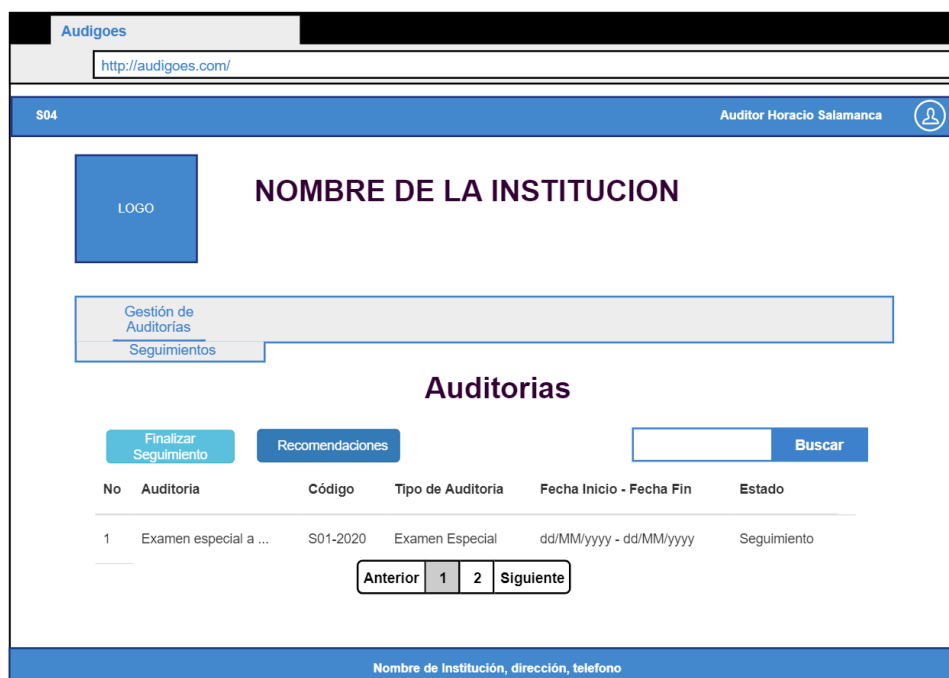 Audigoes
http://audigoes.com/
S04 Auditor Horacio Salamanca
LOGO
NOMBRE DE LA INSTITUCION
Gestión de
Auditorías
Seguimientos
Auditorias
Finalizar
Seguimiento
Recomendaciones
Buscar
No Auditoria Código Tipo de Auditoria Fecha Inicio - Fecha Fin Estado
1 Examen especial a ... S01-2020 Examen Especial dd/MM/yyyy - dd/MM/yyyy Seguimiento
Anterior 1 2 Siguiente
Nombre de Institución, dirección, telefono